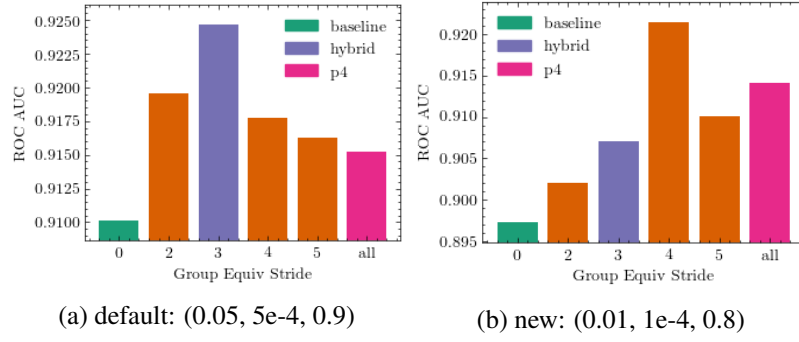 0.9250
0.9225
0.9200
0.9175
0.9150
0.9125
0.9100
ROC AUC
baseline
hybrid
p4
0 2 3 4 5 all
Group Equiv Stride
(a) default: (0.05, 5e-4, 0.9)
0.920
0.915
0.910
0.905
0.900
0.895
ROC AUC
baseline
hybrid
p4
0 2 3 4 5 all
Group Equiv Stride
(b) new: (0.01, 1e-4, 0.8)